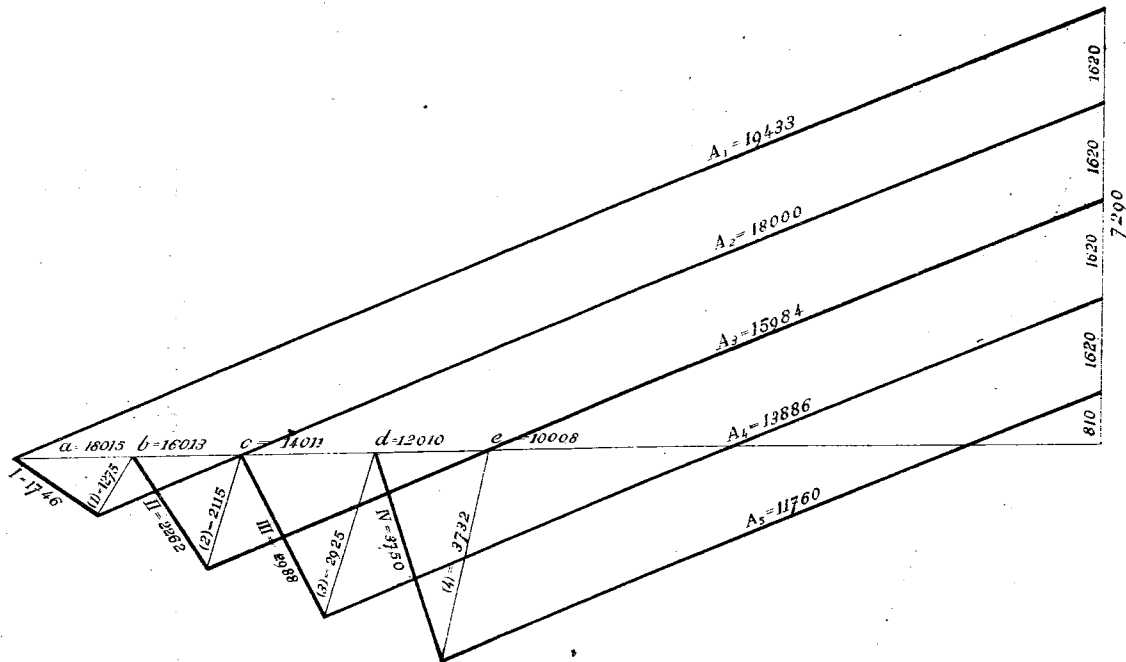 1620
A₁=19433
1620
A₂=18000
7290
1620
A₃=15984
1620
A₄=13886
810
a=18015 b=16013 c=14011 d=12010 e=10008
I=1746
(1)=1275
II=2262
(2)=2115
III=2988
(3)=2925
IV=3750
(4)=3732
A₅=11760